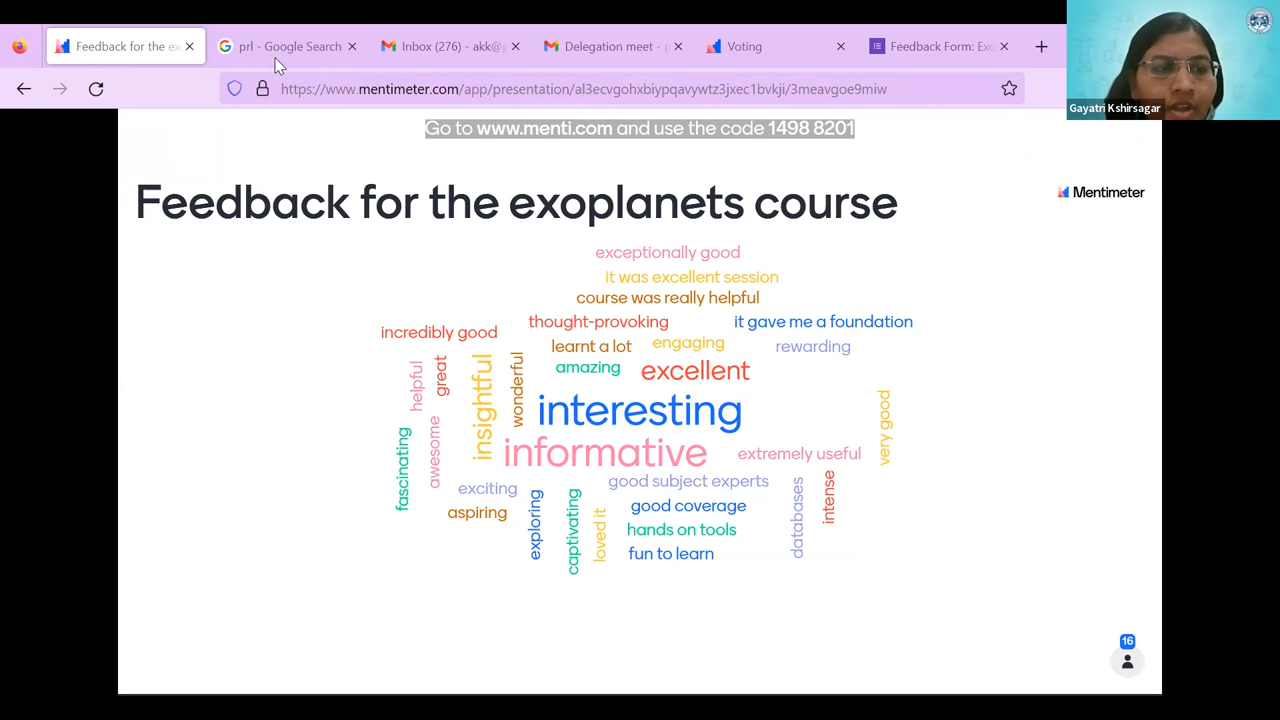 Feedback for the ex
prl - Google Search
Inbox (276) - akk@
Delegation meet -
Voting
Feedback Form: Exo
https://www.mentimeter.com/app/presentation/al3ecvgohxbiypqavywtz3jxec1bvkji/3meavgoe9miw
Gayatri Kshirsagar
Go to www.menti.com and use the code 1498 8201
Feedback for the exoplanets course
Mentimeter
exceptionally good
it was excellent session
course was really helpful
thought-provoking
it gave me a foundation
incredibly good
learnt a lot
engaging
rewarding
amazing
excellent
helpful
great
insightful
wonderful
interesting
very good
informative
extremely useful
fascinating
awesome
exciting
good subject experts
aspiring
exploring
captivating
loved it
good coverage
hands on tools
fun to learn
databases
intense
16